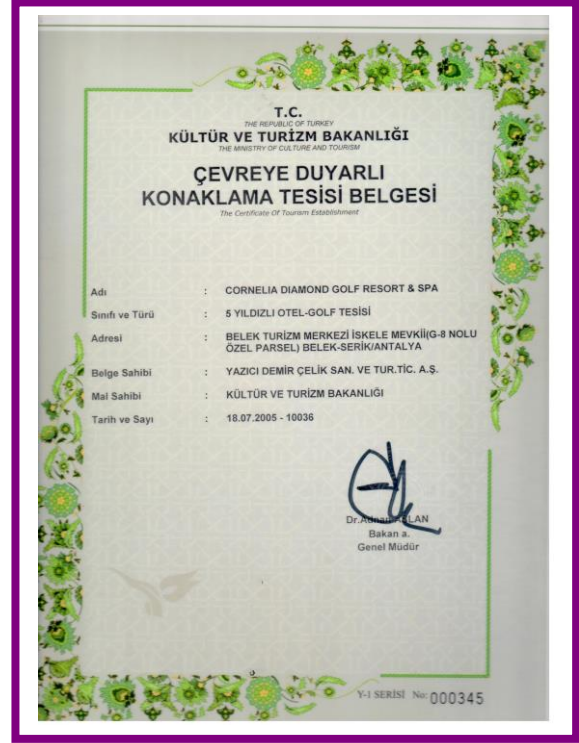 T.C.
THE REPUBLIC OF TURKEY
KÜLTÜR VE TURİZM BAKANLIĞI
THE MINISTRY OF CULTURE AND TOURISM
ÇEVREYE DUYARLI
KONAKLAMA TESİSİ BELGESİ
The Certificate Of Tourism Establishment
Adı : CORNELIA DIAMOND GOLF RESORT & SPA
Sınıfı ve Türü : 5 YILDIZLI OTEL-GOLF TESİSİ
Adresi : BELEK TURİZM MERKEZİ İSKELE MEVKİİ(G-8 NOLU
ÖZEL PARSEL) BELEK-SERİK/ANTALYA
Belge Sahibi : YAZICI DEMİR ÇELİK SAN. VE TUR.TİC. A.Ş.
Mal Sahibi : KÜLTÜR VE TURİZM BAKANLIĞI
Tarih ve Sayı : 18.07.2005 - 10036
Dr.Adnan ASLAN
Bakan a.
Genel Müdür
Y-1 SERİSİ No: 000345